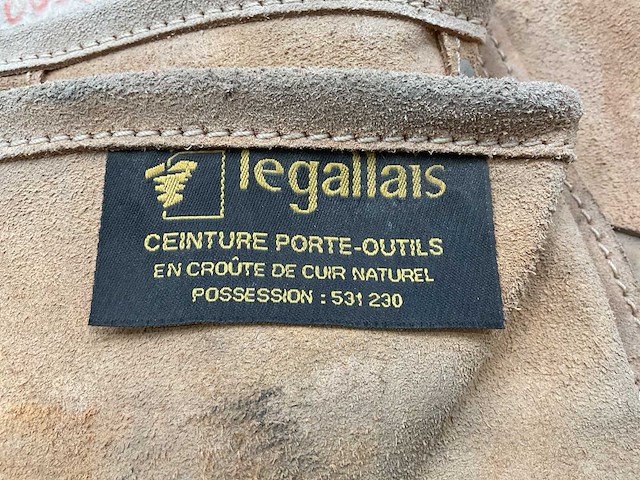 legallais
CEINTURE PORTE-OUTILS
EN CROÛTE DE CUIR NATUREL
POSSESSION : 531 230